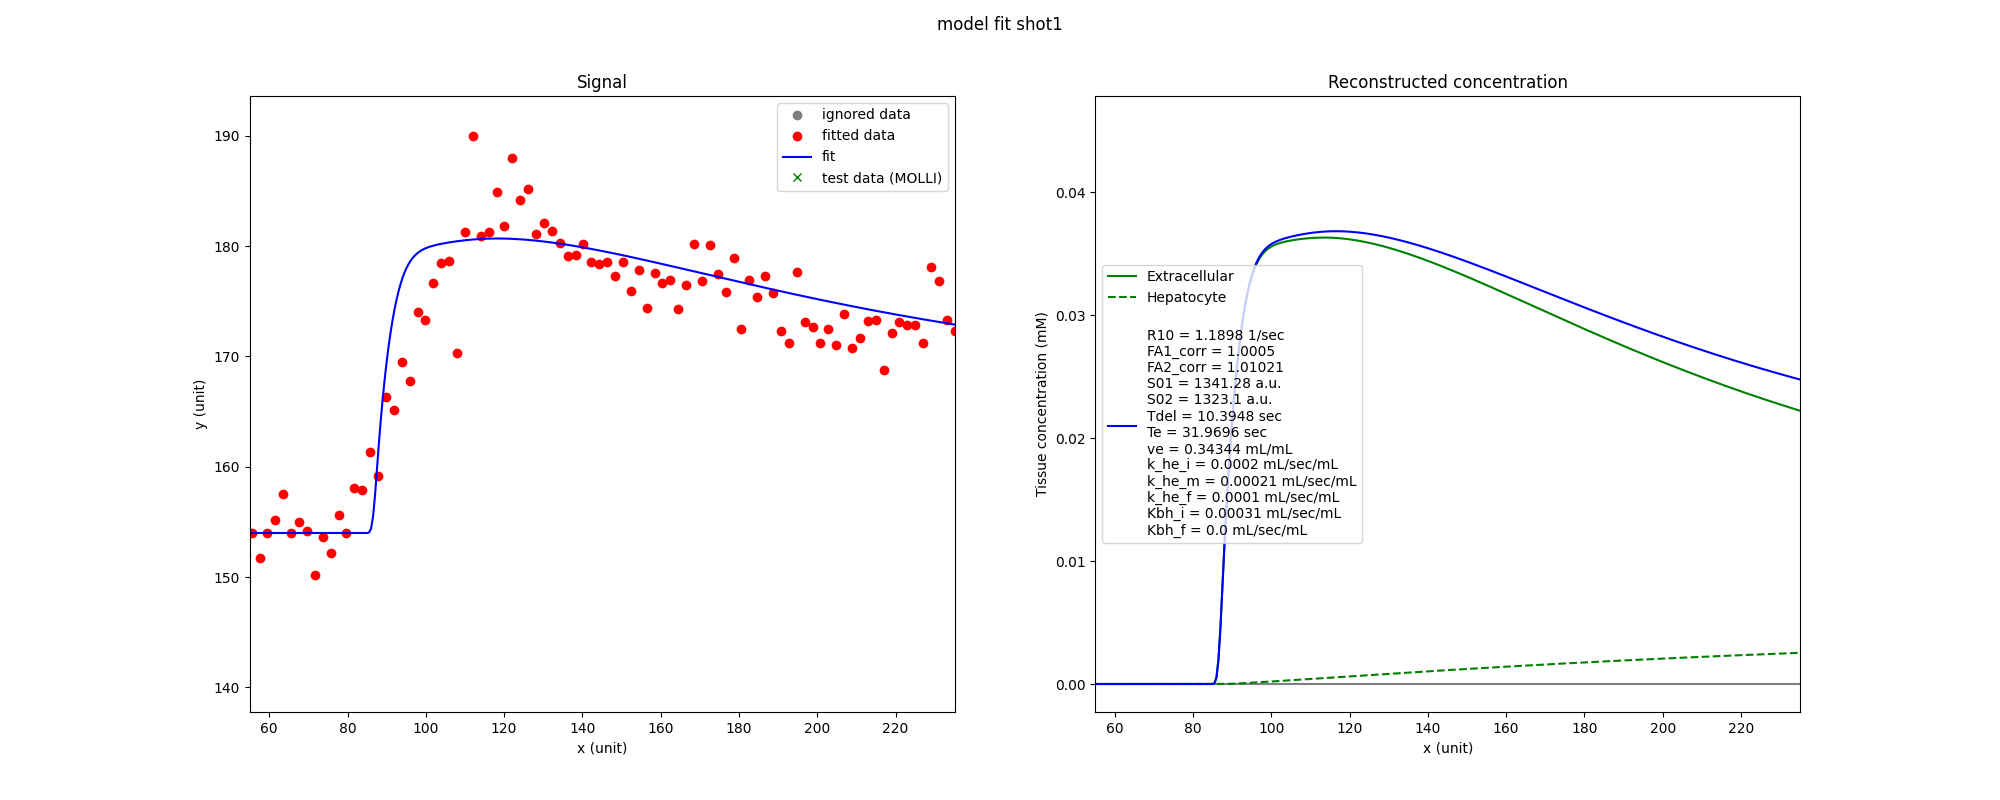 model fit shot1
Signal
190
180
170
160
150
140
y (unit)
60 80 100 120 140 160 180 200 220
x (unit)
ignored data
fitted data
fit
test data (MOLLI)
Reconstructed concentration
0.04
0.03
0.02
0.01
0.00
Tissue concentration (mM)
60 80 100 120 140 160 180 200 220
x (unit)
Extracellular
Hepatocyte
R10 = 1.1898 1/sec
FA1_corr = 1.0005
FA2_corr = 1.01021
S01 = 1341.28 a.u.
S02 = 1323.1 a.u.
Tdel = 10.3948 sec
Te = 31.9696 sec
ve = 0.34344 mL/mL
k_he_i = 0.0002 mL/sec/mL
k_he_m = 0.00021 mL/sec/mL
k_he_f = 0.0001 mL/sec/mL
Kbh_i = 0.00031 mL/sec/mL
Kbh_f = 0.0 mL/sec/mL